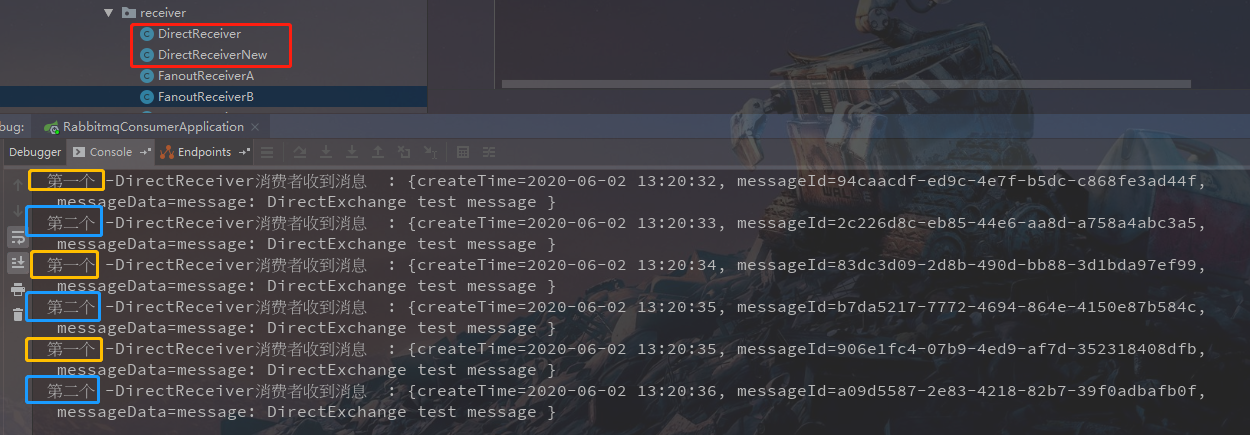 receiver
DirectReceiver
DirectReceiverNew
FanoutReceiverA
FanoutReceiverB
bug:
RabbitmqConsumerApplication
Debugger
Console
Endpoints
第一个 -DirectReceiver消费者收到消息 : {createTime=2020-06-02 13:20:32, messageId=94caacdf-ed9c-4e7f-b5dc-c868fe3ad44f,
messageData=message: DirectExchange test message }
第二个 -DirectReceiver消费者收到消息 : {createTime=2020-06-02 13:20:33, messageId=2c226d8c-eb85-44e6-aa8d-a758a4abc3a5,
messageData=message: DirectExchange test message }
第一个 -DirectReceiver消费者收到消息 : {createTime=2020-06-02 13:20:34, messageId=83dc3d09-2d8b-490d-bb88-3d1bda97ef99,
messageData=message: DirectExchange test message }
第二个 -DirectReceiver消费者收到消息 : {createTime=2020-06-02 13:20:35, messageId=b7da5217-7772-4694-864e-4150e87b584c,
messageData=message: DirectExchange test message }
第一个 -DirectReceiver消费者收到消息 : {createTime=2020-06-02 13:20:35, messageId=906e1fc4-07b9-4ed9-af7d-352318408dfb,
messageData=message: DirectExchange test message }
第二个 -DirectReceiver消费者收到消息 : {createTime=2020-06-02 13:20:36, messageId=a09d5587-2e83-4218-82b7-39f0adbafb0f,
messageData=message: DirectExchange test message }